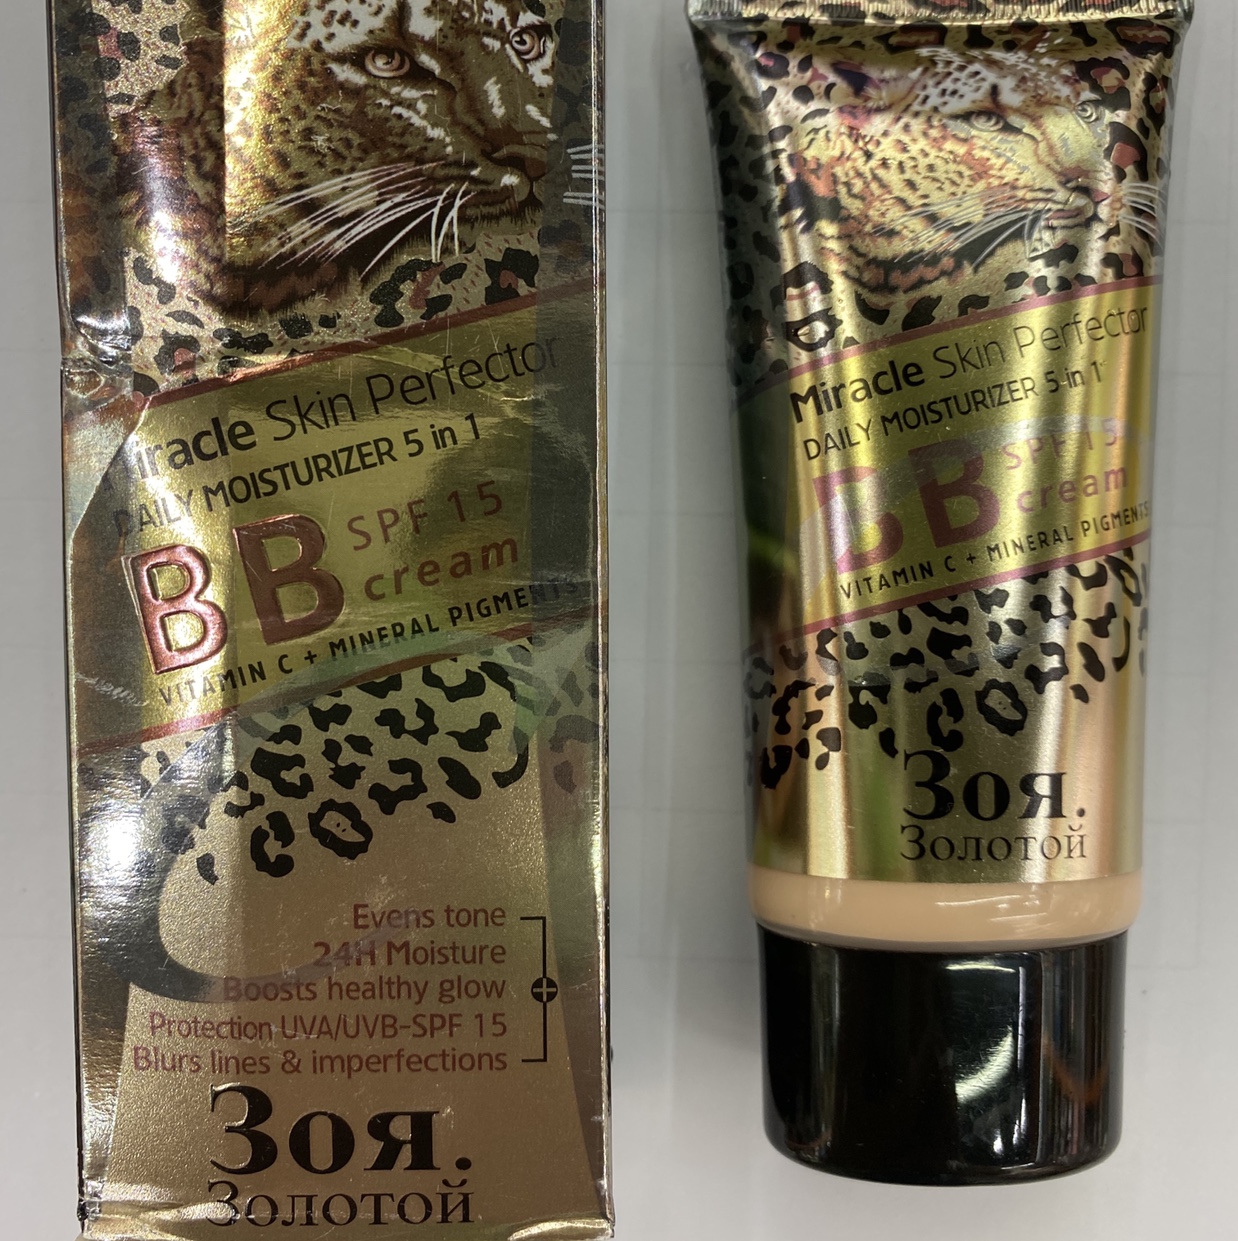 Miracle Skin Perfector
DAILY MOISTURIZER 5 in 1
BB SPF 15
cream
VITAMIN C + MINERAL PIGMENTS
Evens tone
24H Moisture
Boosts healthy glow
Protection UVA/UVB-SPF 15
Blurs lines & imperfections
Зоя.
Золотой
Miracle Skin Perfector
DAILY MOISTURIZER 5-in 1
BB SPF 15
cream
VITAMIN C + MINERAL PIGMENTS
Зоя.
Золотой